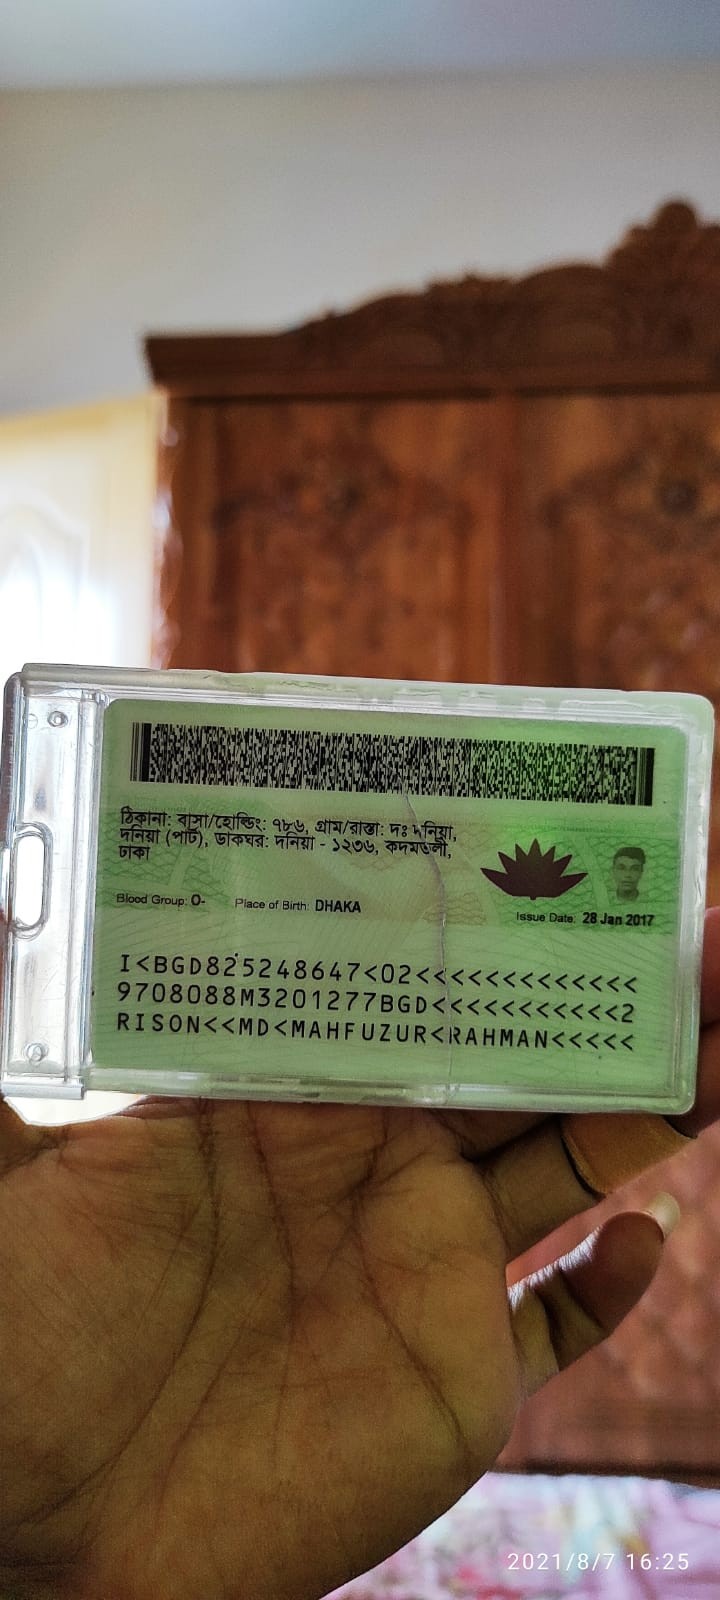 ঠিকানা: বাসা/হোল্ডিং: ৭৮৬, গ্রাম/রাস্তা: দঃ দনিয়া,
দনিয়া (পার্ট), ডাকঘর: দনিয়া - ১২৩৬, কদমতলী,
ঢাকা
Blood Group: O- Place of Birth: DHAKA
Issue Date: 28 Jan 2017
I<BGD825248647<02<<<<<<<<<<<<<
9708088M3201277BGD<<<<<<<<<<<2
RISON<<MD<MAHFUZUR<RAHMAN<<<<<
2021/8/7 16:25